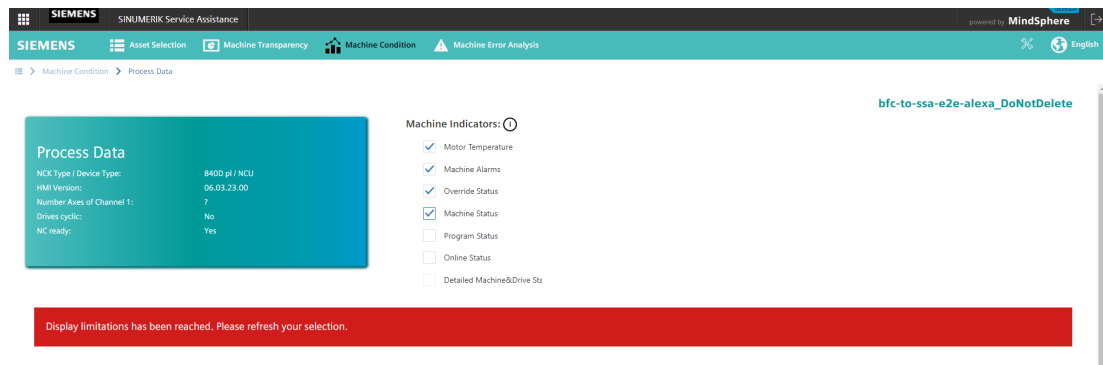 SIEMENS
SINUMERIK Service Assistance
powered by MindSphere
SIEMENS
Asset Selection
Machine Transparency
Machine Condition
Machine Error Analysis
English
Machine Condition > Process Data
bfc-to-ssa-e2e-alexa_DoNotDelete
Process Data
NCK Type / Device Type: 840D pl / NCU
HMI Version: 06.03.23.00
Number Axes of Channel 1: ?
Drives cyclic: No
NC ready: Yes
Machine Indicators:
Motor Temperature
Machine Alarms
Override Status
Machine Status
Program Status
Online Status
Detailed Machine&Drive Sta
Display limitations has been reached. Please refresh your selection.